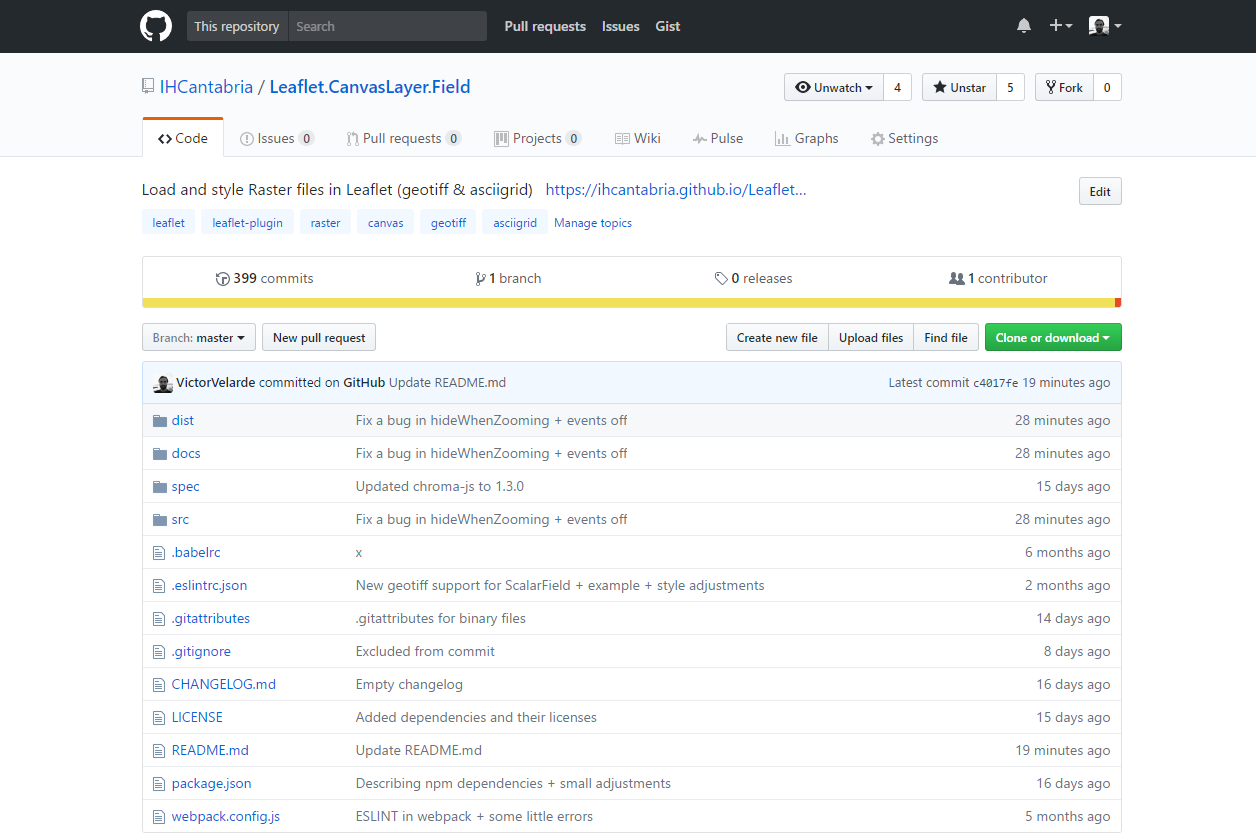 This repository Search Pull requests Issues Gist
IHCantabria / Leaflet.CanvasLayer.Field Unwatch 4 Unstar 5 Fork 0
Code Issues 0 Pull requests 0 Projects 0 Wiki Pulse Graphs Settings
Load and style Raster files in Leaflet (geotiff & asciigrid) https://ihcantabria.github.io/Leaflet... Edit
leaflet leaflet-plugin raster canvas geotiff asciigrid Manage topics
399 commits 1 branch 0 releases 1 contributor
Branch: master New pull request Create new file Upload files Find file Clone or download
VictorVelarde committed on GitHub Update README.md Latest commit c4017fe 19 minutes ago
dist Fix a bug in hideWhenZooming + events off 28 minutes ago
docs Fix a bug in hideWhenZooming + events off 28 minutes ago
spec Updated chroma-js to 1.3.0 15 days ago
src Fix a bug in hideWhenZooming + events off 28 minutes ago
.babelrc x 6 months ago
.eslintrc.json New geotiff support for ScalarField + example + style adjustments 2 months ago
.gitattributes .gitattributes for binary files 14 days ago
.gitignore Excluded from commit 8 days ago
CHANGELOG.md Empty changelog 16 days ago
LICENSE Added dependencies and their licenses 15 days ago
README.md Update README.md 19 minutes ago
package.json Describing npm dependencies + small adjustments 16 days ago
webpack.config.js ESLINT in webpack + some little errors 5 months ago